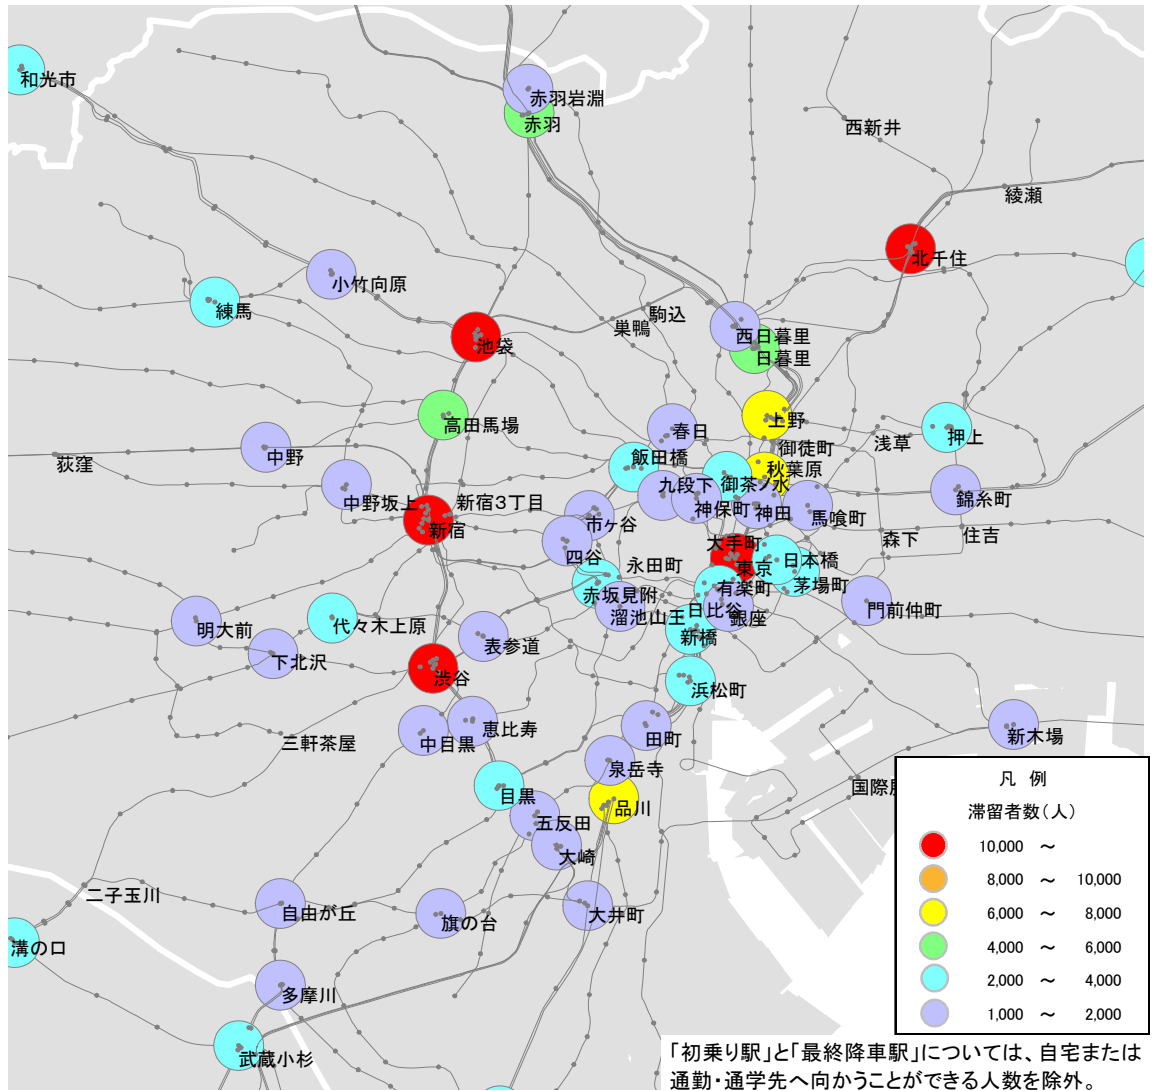 和光市
赤羽岩淵
赤羽
西新井
綾瀬
北千住
小竹向原
練馬
駒込
巣鴨
池袋
西日暮里
日暮里
高田馬場
上野
春日
御徒町
浅草
押上
荻窪
中野
飯田橋
秋葉原
御茶ノ水
九段下
中野坂上
新宿3丁目
神保町
神田
馬喰町
錦糸町
新宿
市ヶ谷
森下
住吉
四谷
大手町
永田町
東京
日本橋
赤坂見附
有楽町
茅場町
溜池山王
日比谷
銀座
門前仲町
明大前
代々木上原
新橋
表参道
下北沢
渋谷
浜松町
恵比寿
中目黒
田町
三軒茶屋
新木場
泉岳寺
国際展
目黒
品川
五反田
大崎
二子玉川
自由が丘
旗の台
大井町
溝の口
多摩川
武蔵小杉
凡 例
滞留者数(人)
10,000 ～
8,000 ～ 10,000
6,000 ～ 8,000
4,000 ～ 6,000
2,000 ～ 4,000
1,000 ～ 2,000
「初乗り駅」と「最終降車駅」については、自宅または
通勤・通学先へ向かうことができる人数を除外。